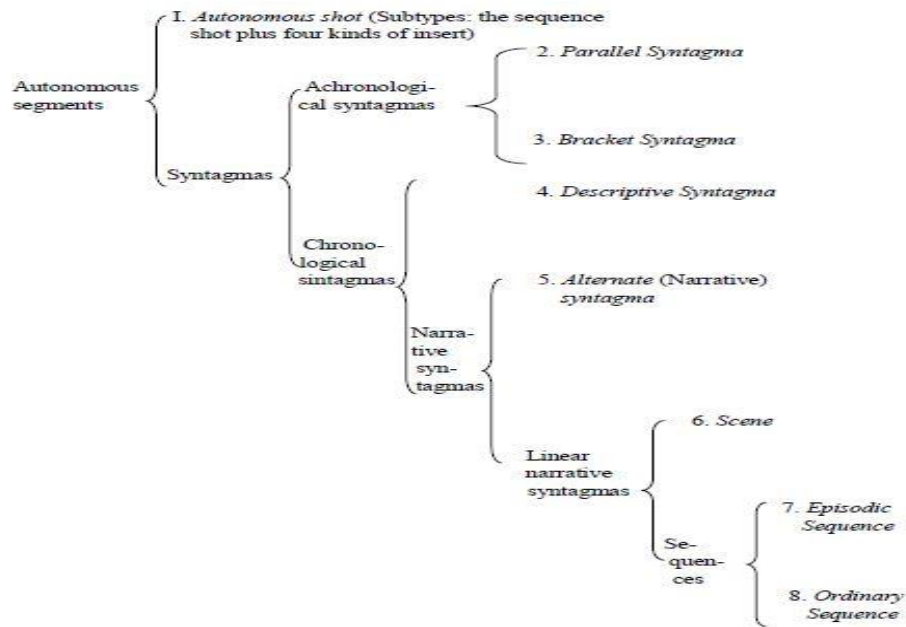 I. Autonomous shot (Subtypes: the sequence
shot plus four kinds of insert)
Autonomous
segments
Syntagmas
Achronologi-
cal syntagmas
2. Parallel Syntagma
3. Bracket Syntagma
Chrono-
logical
sintagmas
4. Descriptive Syntagma
Narra-
tive
syn-
tagmas
5. Alternate (Narrative)
syntagma
Linear
narrative
syntagmas
6. Scene
Se-
quen-
ces
7. Episodic
Sequence
8. Ordinary
Sequence